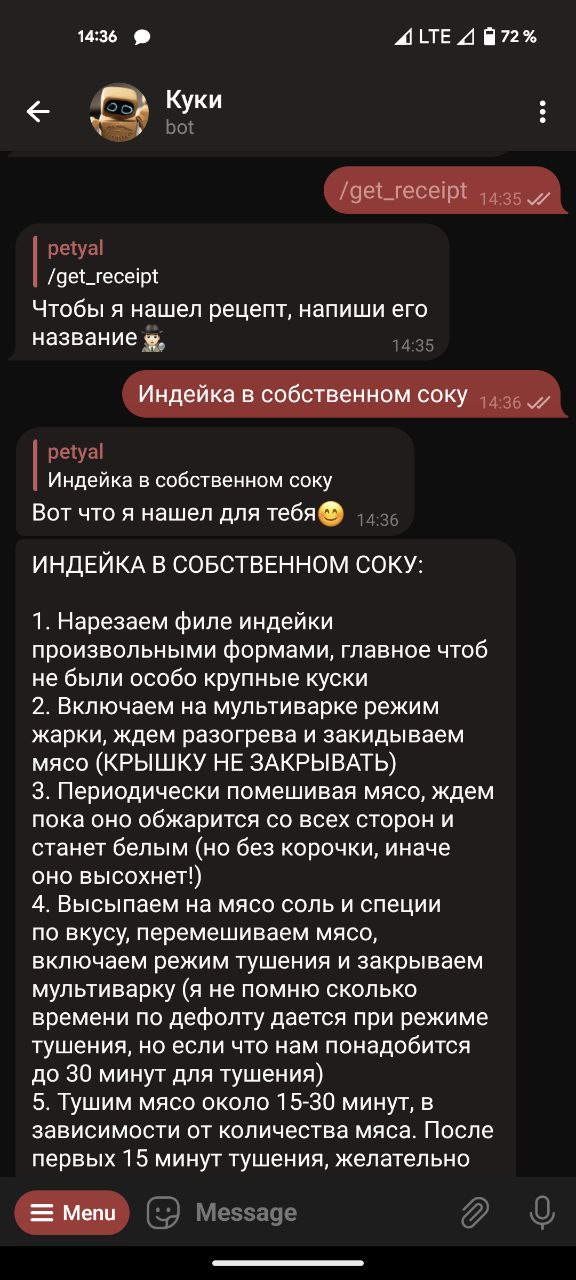 14:36
LTE
72 %
Куки
bot
/get_receipt
14:35
petyal
/get_receipt
Чтобы я нашел рецепт, напиши его
название🕵🏻‍♂️
14:35
Индейка в собственном соку
14:36
petyal
Индейка в собственном соку
Вот что я нашел для тебя😊
14:36
ИНДЕЙКА В СОБСТВЕННОМ СОКУ:
1. Нарезаем филе индейки
произвольными формами, главное чтоб
не были особо крупные куски
2. Включаем на мультиварке режим
жарки, ждем разогрева и закидываем
мясо (КРЫШКУ НЕ ЗАКРЫВАТЬ)
3. Периодически помешивая мясо, ждем
пока оно обжарится со всех сторон и
станет белым (но без корочки, иначе
оно высохнет!)
4. Высыпаем на мясо соль и специи
по вкусу, перемешиваем мясо,
включаем режим тушения и закрываем
мультиварку (я не помню сколько
времени по дефолту дается при режиме
тушения, но если что нам понадобится
до 30 минут для тушения)
5. Тушим мясо около 15-30 минут, в
зависимости от количества мяса. После
первых 15 минут тушения, желательно
Menu
Message